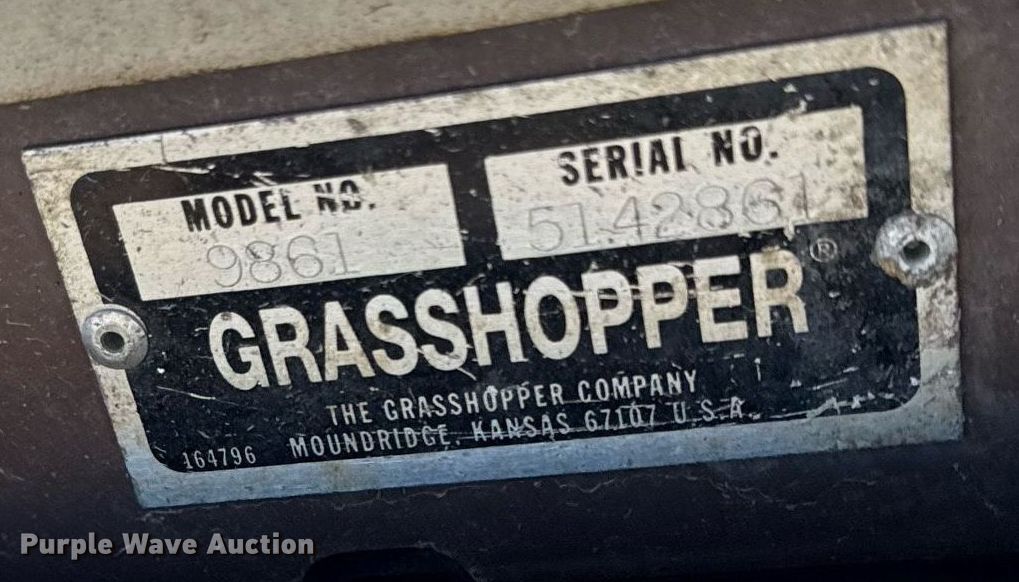 MODEL NO. SERIAL NO.
9861 5142861
GRASSHOPPER®
THE GRASSHOPPER COMPANY
164796 MOUNDRIDGE, KANSAS 67107 U.S.A.
Purple Wave Auction